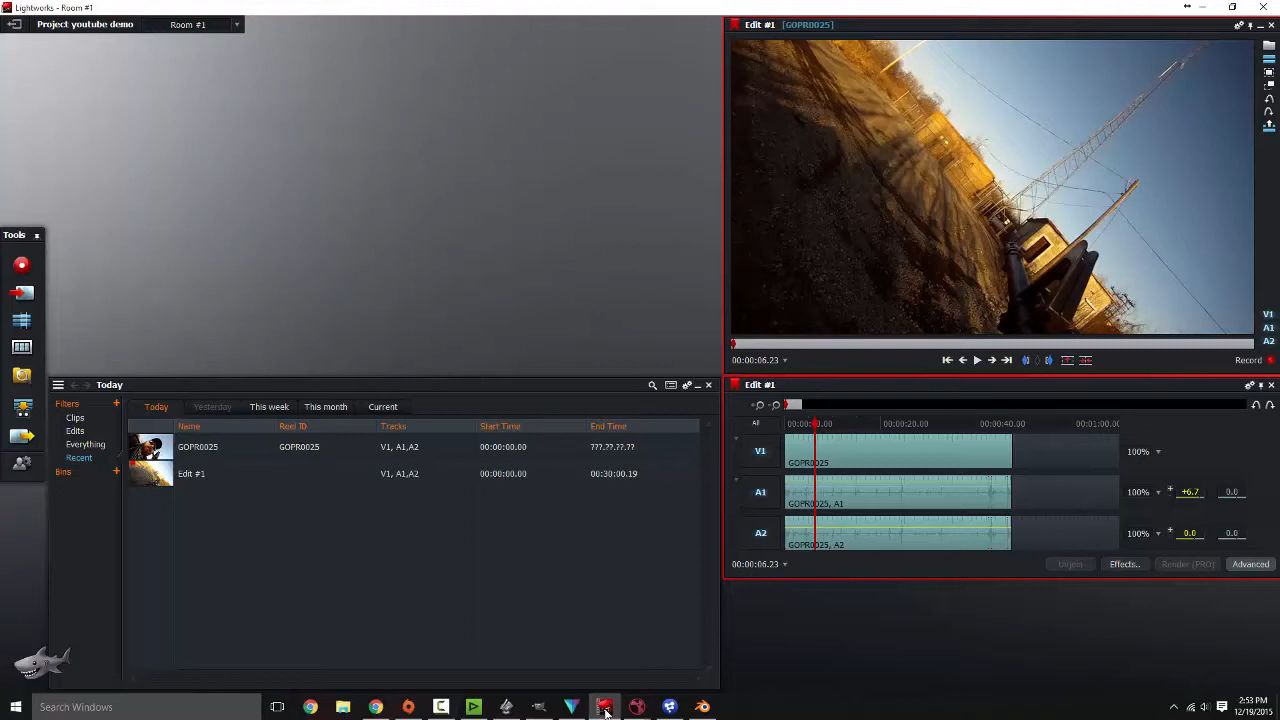 Lightworks - Room #1
Project youtube demo
Room #1
Edit #1 [GOPR0025]
V1
A1
A2
00:00:06.23
Record
Tools
Today
Filters
Clips
Edits
Everything
Recent
Bins
Today Yesterday This week This month Current
Name Reel ID Tracks Start Time End Time
GOPR0025 GOPR0025 V1, A1,A2 00:00:00.00 ???.??.??.??
Edit #1 V1, A1,A2 00:00:00.00 00:30:00.19
Edit #1
All 00:00:00.00 00:00:20.00 00:00:40.00 00:01:00.00
V1 GOPR0025 100%
A1 GOPR0025, A1 100% +6.7 0.0
A2 GOPR0025, A2 100% 0.0 0.0
00:00:06.23 Unjoin Effects.. Render (PRO) Advanced
Search Windows
2:53 PM
12/19/2015